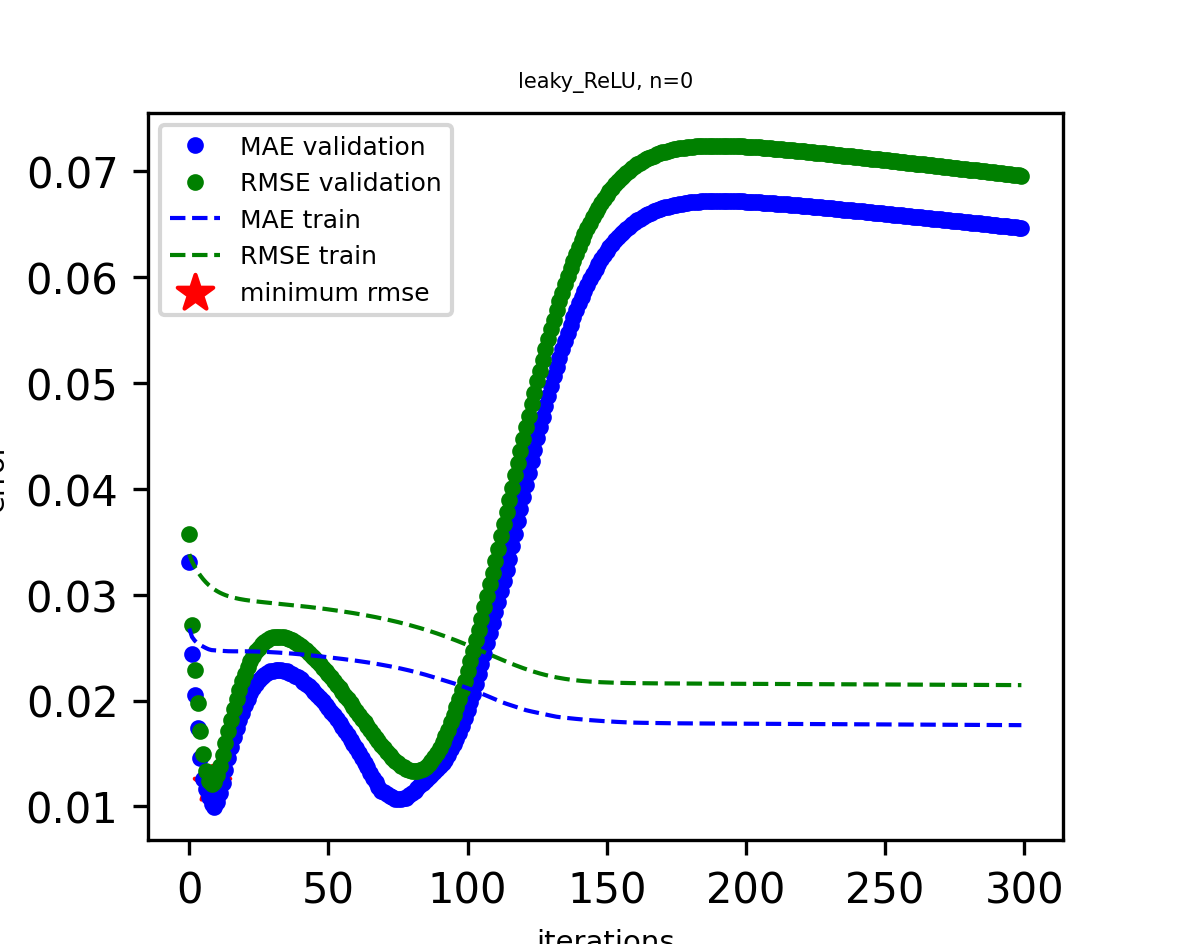 leaky_ReLU, n=0
MAE validation
RMSE validation
MAE train
RMSE train
minimum rmse
0.07
0.06
0.05
0.04
0.03
0.02
0.01
0 50 100 150 200 250 300
iterations